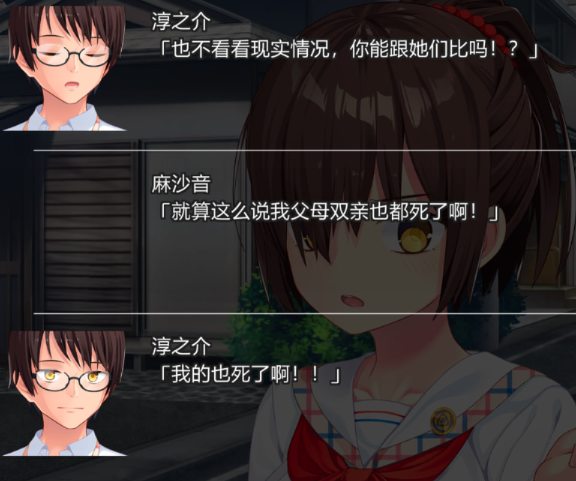 淳之介
「也不看看现实情况，你能跟她们比吗！？」
麻沙音
「就算这么说我父母双亲也都死了啊！」
淳之介
「我的也死了啊！！」